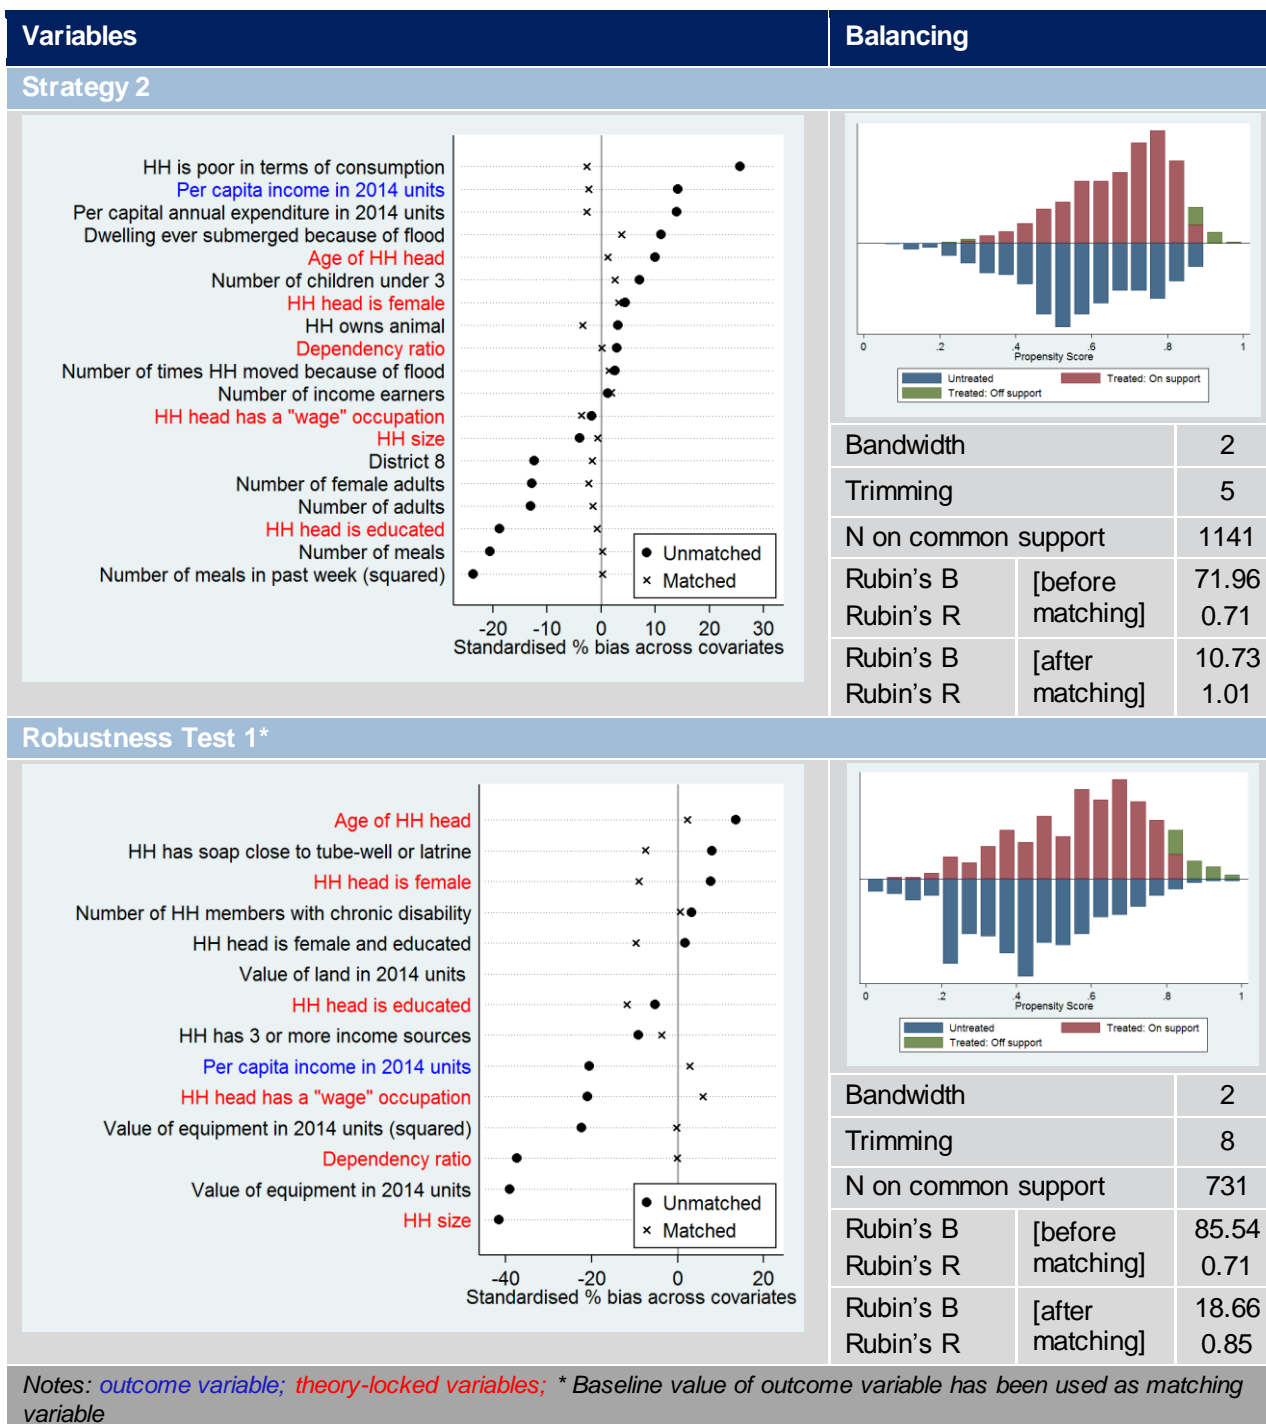 Variables
Balancing
Strategy 2
HH is poor in terms of consumption
Per capita income in 2014 units
Per capital annual expenditure in 2014 units
Dwelling ever submerged because of flood
Age of HH head
Number of children under 3
HH head is female
HH owns animal
Dependency ratio
Number of times HH moved because of flood
Number of income earners
HH head has a "wage" occupation
HH size
District 8
Number of female adults
Number of adults
HH head is educated
Number of meals
Number of meals in past week (squared)
Unmatched
Matched
-20 -10 0 10 20 30
Standardised % bias across covariates
0 .2 .4 .6 .8 1
Propensity Score
Untreated Treated: On support
Treated: Off support
Bandwidth 2
Trimming 5
N on common support 1141
Rubin's B [before 71.96
Rubin's R matching] 0.71
Rubin's B [after 10.73
Rubin's R matching] 1.01
Robustness Test 1*
Age of HH head
HH has soap close to tube-well or latrine
HH head is female
Number of HH members with chronic disability
HH head is female and educated
Value of land in 2014 units
HH head is educated
HH has 3 or more income sources
Per capita income in 2014 units
HH head has a "wage" occupation
Value of equipment in 2014 units (squared)
Dependency ratio
Value of equipment in 2014 units
HH size
Unmatched
Matched
-40 -20 0 20
Standardised % bias across covariates
0 .2 .4 .6 .8 1
Propensity Score
Untreated Treated: On support
Treated: Off support
Bandwidth 2
Trimming 8
N on common support 731
Rubin's B [before 85.54
Rubin's R matching] 0.71
Rubin's B [after 18.66
Rubin's R matching] 0.85
Notes: outcome variable; theory-locked variables; * Baseline value of outcome variable has been used as matching
variable